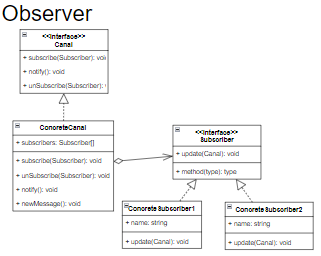 Observer
<<Interface>>
Canal
+ subscribe(Subscriber): void
+ notify(): void
+ unSubscribe(Subscriber):
ConcreteCanal
+ subscribers: Subscriber[]
+ subscribe(Subscriber): void
+ unSubscribe(Subscriber): void
+ notify(): void
+ newMessage(): void
<<Interface>>
Subscriber
+ update(Canal): void
+ method(type): type
ConcreteSubscriber1
+ name: string
+ update(Canal): void
ConcreteSubscriber2
+ name: string
+ update(Canal): void